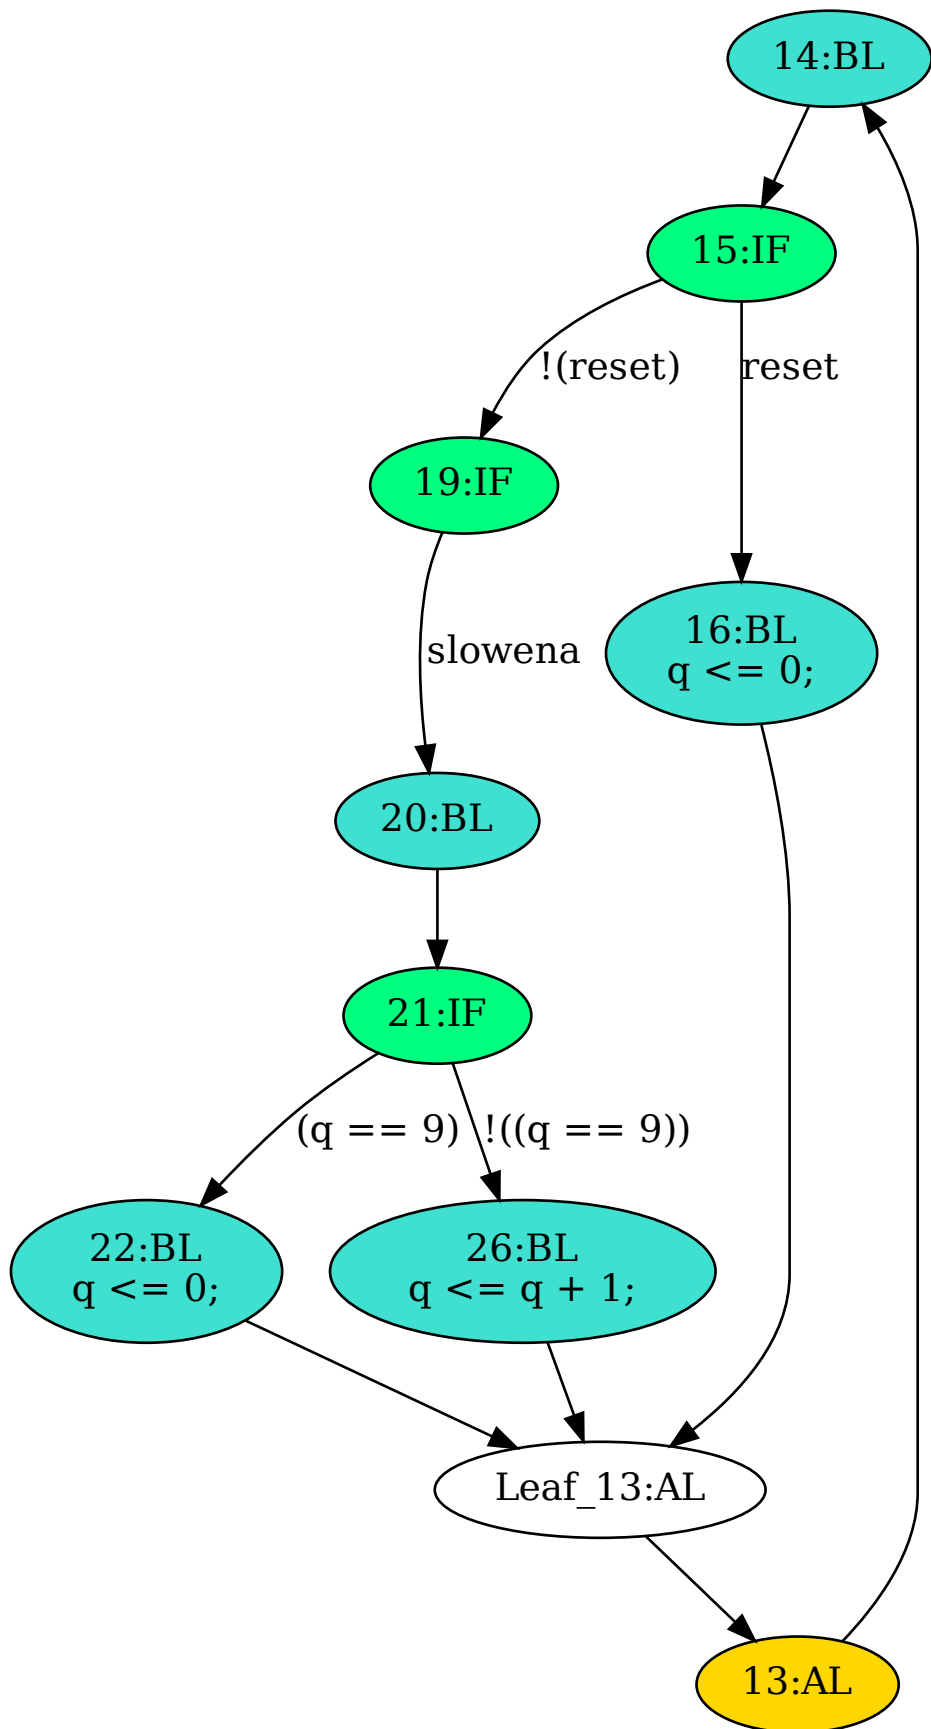 14:BL
15:IF
!(reset)
reset
19:IF
slowena
16:BL
q <= 0;
20:BL
21:IF
(q == 9)
!((q == 9))
22:BL
q <= 0;
26:BL
q <= q + 1;
Leaf_13:AL
13:AL